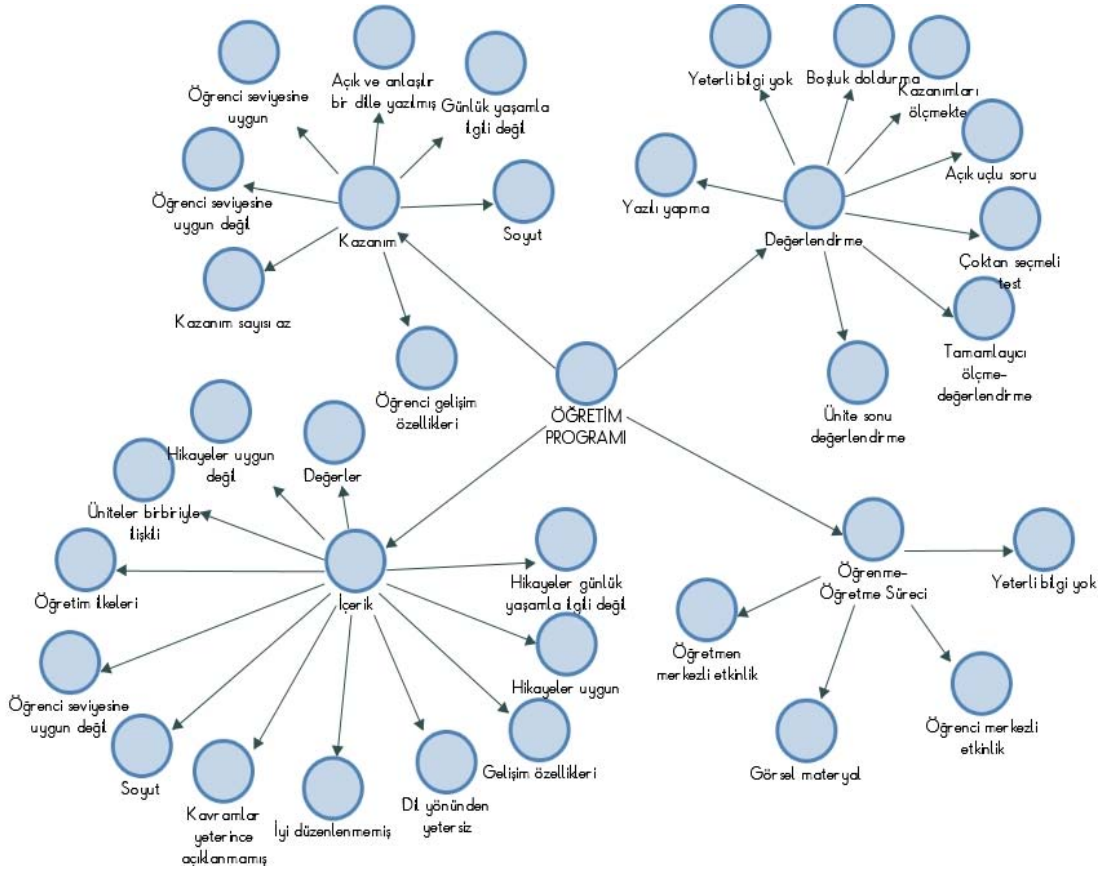 Öğrenci seviyesine
uygun
Açık ve anlaşılır
bir dille yazılmış
Günlük yaşamla
ilgili değil
Öğrenci seviyesine
uygun değil
Kazanım
Soyut
Kazanım sayısı az
Öğrenci gelişim
özellikleri
Yeterli bilgi yok
Boşluk doldurma
Kazanımları
ölçmekte
Açık uçlu soru
Yazılı yapma
Değerlendirme
Çoktan seçmeli
test
Tamamlayıcı
ölçme-
değerlendirme
Ünite sonu
değerlendirme
ÖĞRETİM
PROGRAMI
Hikayeler uygun
değil
Değerler
Üniteler birbiriyle
ilişkili
Öğretim ilkeleri
İçerik
Hikayeler günlük
yaşamla ilgili değil
Hikayeler uygun
Öğrenci seviyesine
uygun değil
Soyut
Kavramlar
yeterince
açıklanmamış
İyi düzenlenmemiş
Dil yönünden
yetersiz
Gelişim özellikleri
Öğrenme-
Öğretme Süreci
Yeterli bilgi yok
Öğretmen
merkezli etkinlik
Görsel materyal
Öğrenci merkezli
etkinlik